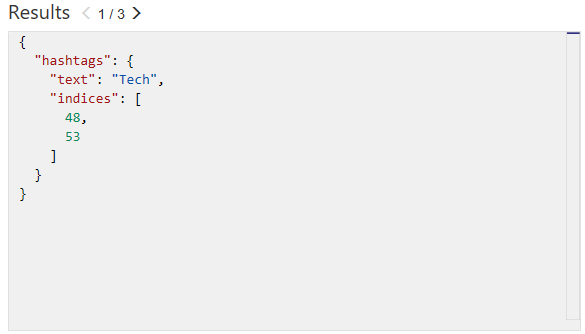 Results < 1 / 3 >
{
  "hashtags": {
    "text": "Tech",
    "indices": [
      48,
      53
    ]
  }
}